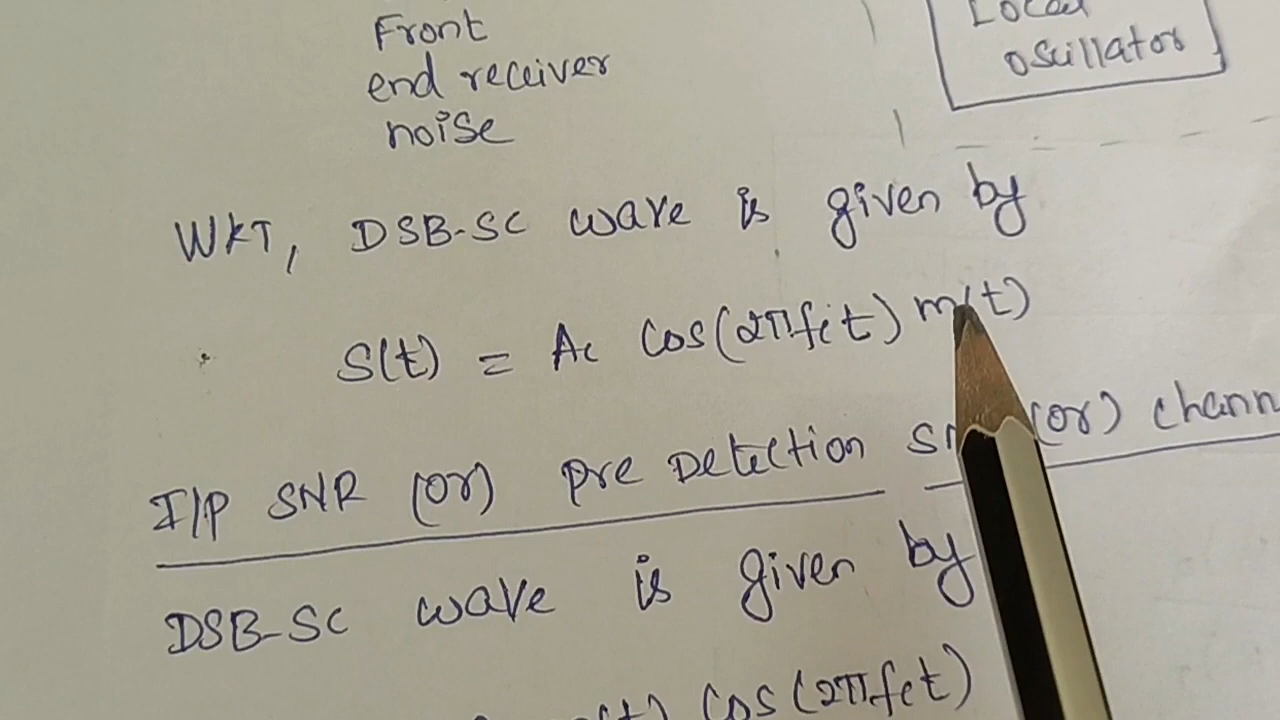 Front
end receiver
noise
Local
oscillator
WKT, DSB-SC wave is given by
S(t) = Ac Cos(2πfct) m(t)
I/P SNR (or) Pre Detection (or)
DSB-SC wave is given by
Cos(2πfct)